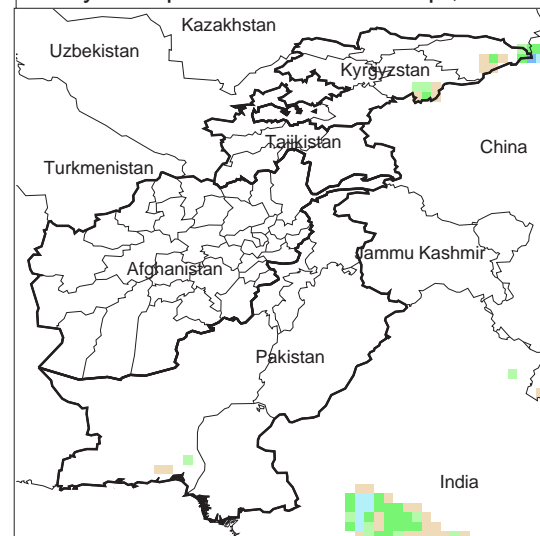 Kazakhstan
Uzbekistan
Kyrgyzstan
Tajikistan
China
Turkmenistan
Jammu Kashmir
Afghanistan
Pakistan
India